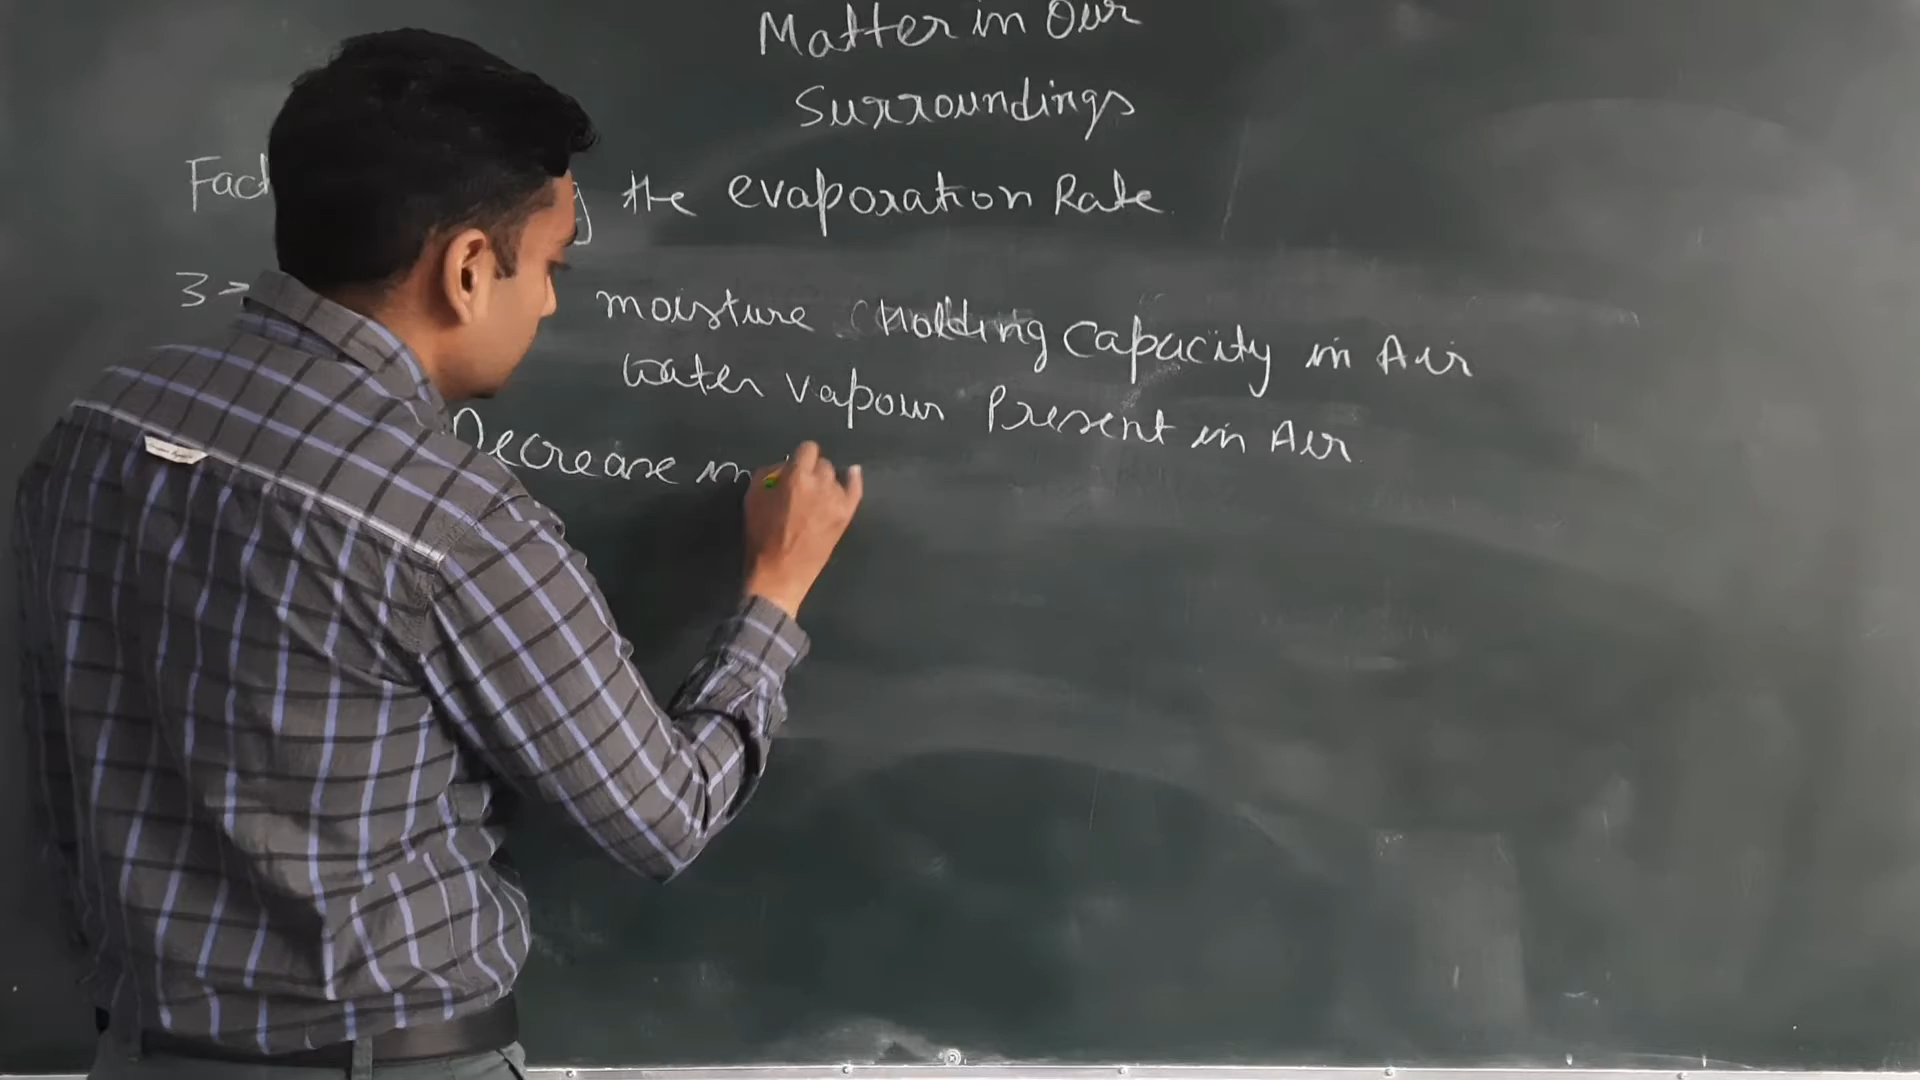 Matter in Our
Surroundings
Fact the evaporation Rate
3 → moisture Holding Capacity in Air
water vapour Present in Air
Decrease in